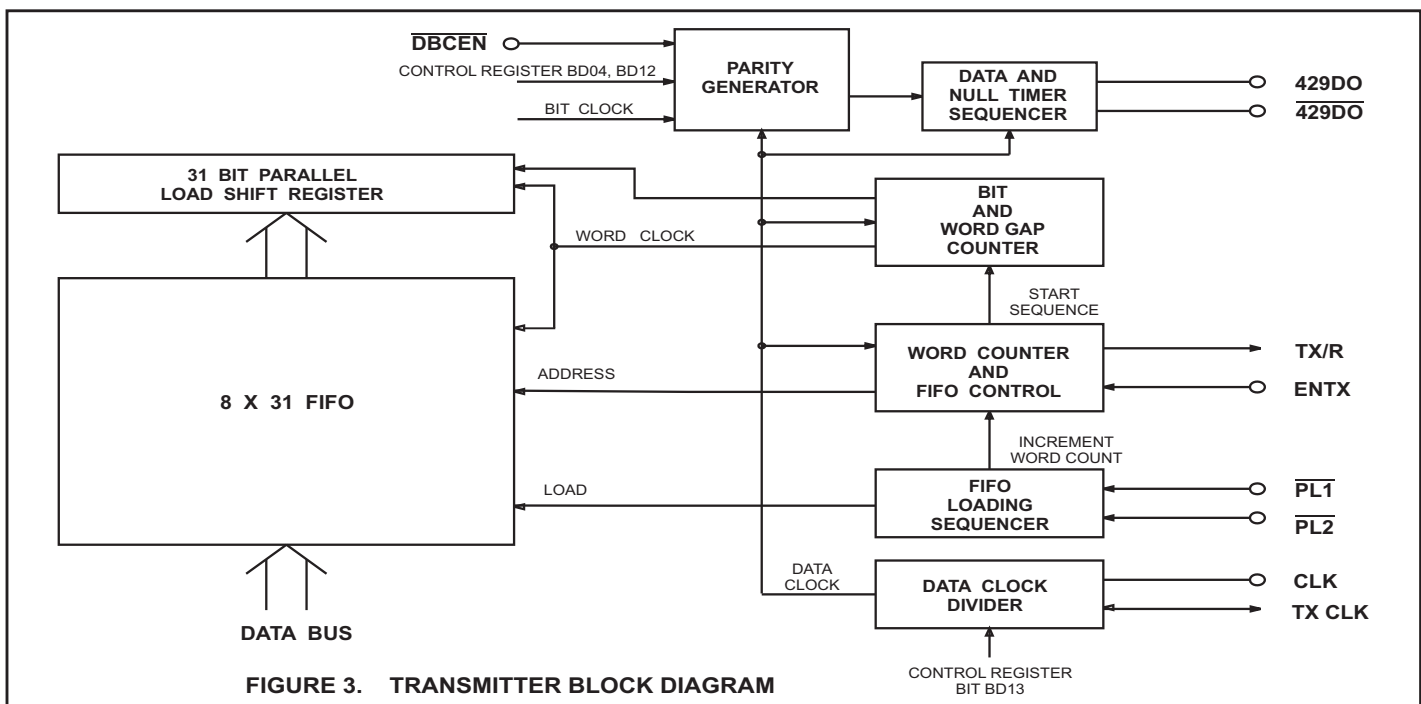 DBCEN
CONTROL REGISTER BD04, BD12
BIT CLOCK
PARITY
GENERATOR
DATA AND
NULL TIMER
SEQUENCER
429DO
429DO
31 BIT PARALLEL
LOAD SHIFT REGISTER
BIT
AND
WORD GAP
COUNTER
WORD CLOCK
START
SEQUENCE
8 X 31 FIFO
ADDRESS
WORD COUNTER
AND
FIFO CONTROL
TX/R
ENTX
INCREMENT
WORD COUNT
LOAD
FIFO
LOADING
SEQUENCER
PL1
PL2
DATA
CLOCK
DATA CLOCK
DIVIDER
CLK
TX CLK
DATA BUS
CONTROL REGISTER
BIT BD13
FIGURE 3. TRANSMITTER BLOCK DIAGRAM